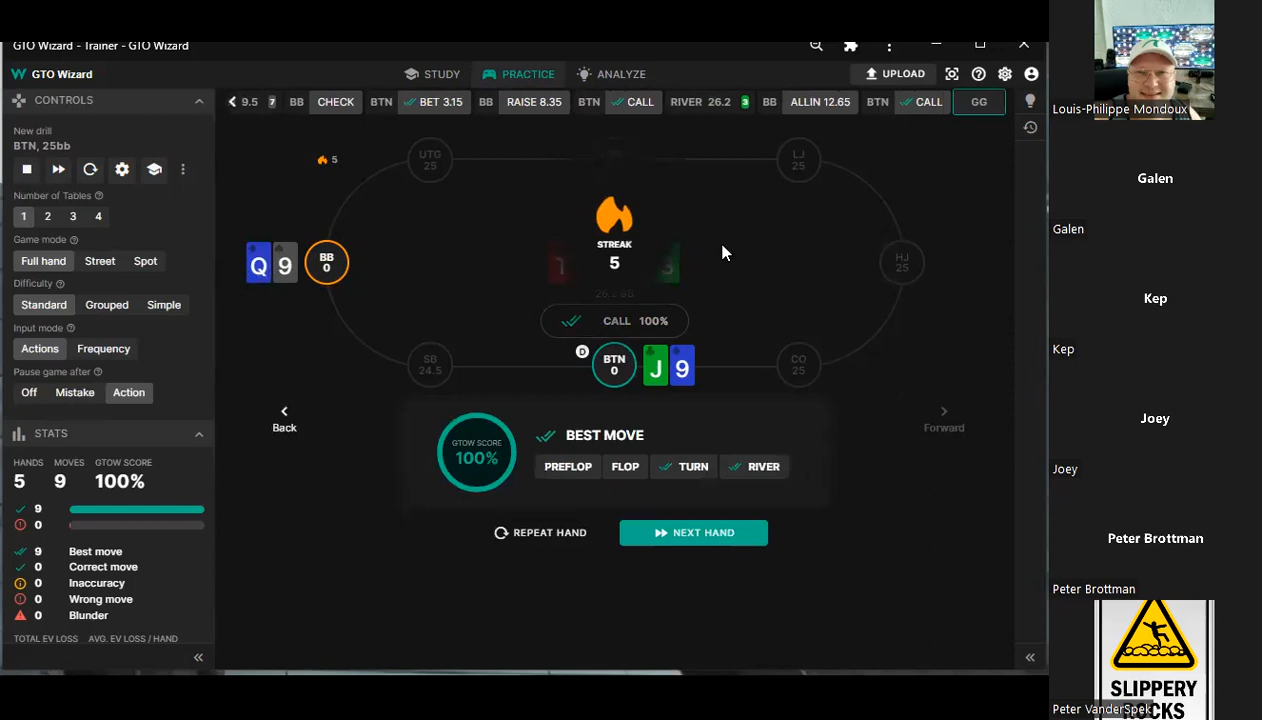 GTO Wizard - Trainer - GTO Wizard
GTO Wizard
STUDY
PRACTICE
ANALYZE
UPLOAD
CONTROLS
9.5 7 BB CHECK BTN BET 3.15 BB RAISE 8.35 BTN CALL RIVER 26.2 3 BB ALLIN 12.65 BTN CALL GG
New drill
BTN, 25bb
Number of Tables
1 2 3 4
Game mode
Full hand Street Spot
Difficulty
Standard Grouped Simple
Input mode
Actions Frequency
Pause game after
Off Mistake Action
STATS
HANDS MOVES GTOW SCORE
5 9 100%
9
0
9 Best move
0 Correct move
0 Inaccuracy
0 Wrong move
0 Blunder
TOTAL EV LOSS AVG. EV LOSS / HAND
5
UTG
25
LJ
25
STREAK
5
Q 9
BB
0
3
HJ
25
26.2 BB
CALL 100%
SB
24.5
D
BTN
0
J 9
CO
25
Back
Forward
GTOW SCORE
100%
BEST MOVE
PREFLOP FLOP TURN RIVER
REPEAT HAND
NEXT HAND
Louis-Philippe Mondoux
Galen
Galen
Kep
Kep
Joey
Joey
Peter Brottman
Peter Brottman
SLIPPERY
ROCKS
Peter VanderSpek